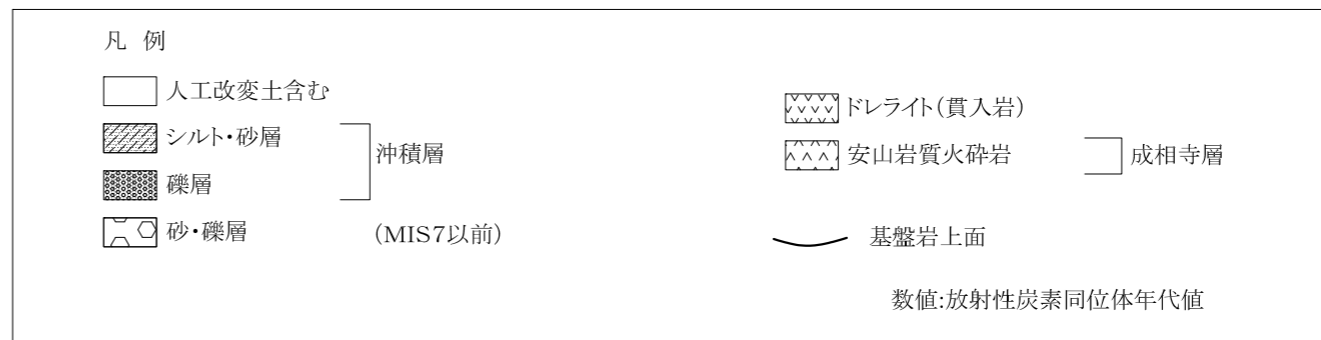 凡 例
人工改変土含む
シルト・砂層
沖積層
礫層
砂・礫層 (MIS7以前)
ドレライト(貫入岩)
安山岩質火砕岩 成相寺層
基盤岩上面
数値:放射性炭素同位体年代値